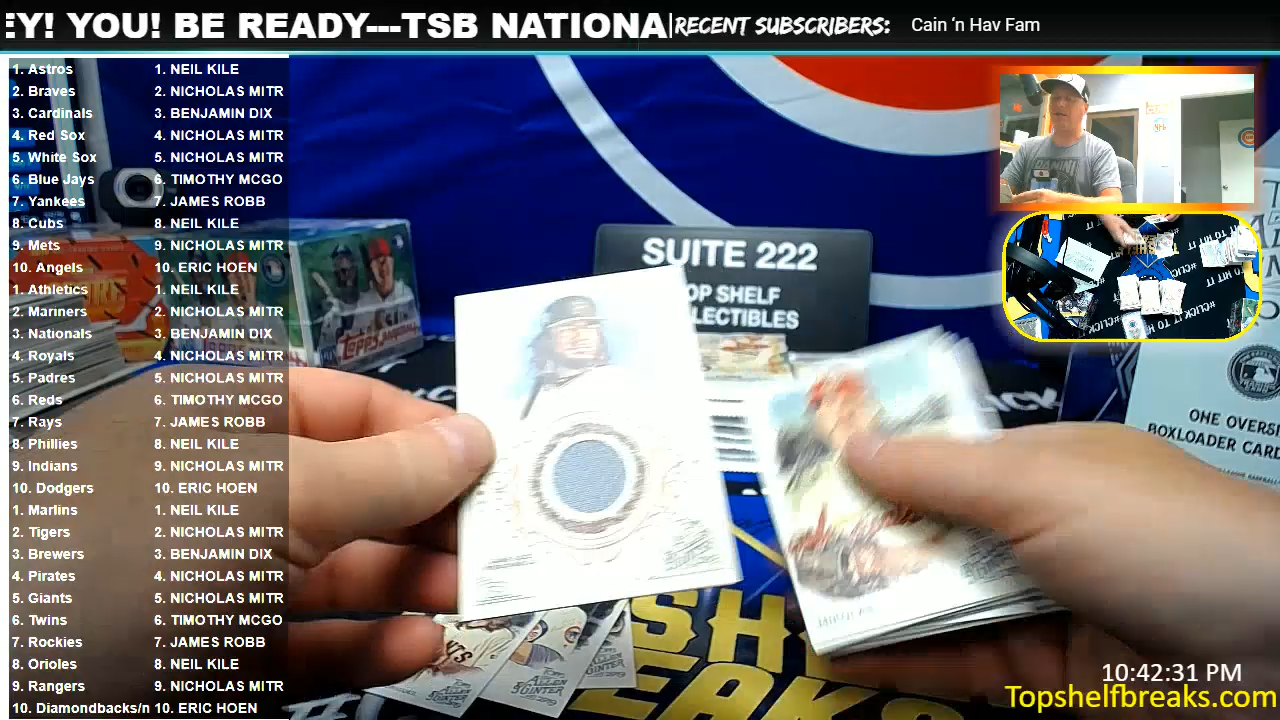 EY! YOU! BE READY---TSB NATIONA
RECENT SUBSCRIBERS:
Cain 'n Hav Fam
1. Astros 1. NEIL KILE
2. Braves 2. NICHOLAS MITR
3. Cardinals 3. BENJAMIN DIX
4. Red Sox 4. NICHOLAS MITR
5. White Sox 5. NICHOLAS MITR
6. Blue Jays 6. TIMOTHY MCGO
7. Yankees 7. JAMES ROBB
8. Cubs 8. NEIL KILE
9. Mets 9. NICHOLAS MITR
10. Angels 10. ERIC HOEN
1. Athletics 1. NEIL KILE
2. Mariners 2. NICHOLAS MITR
3. Nationals 3. BENJAMIN DIX
4. Royals 4. NICHOLAS MITR
5. Padres 5. NICHOLAS MITR
6. Reds 6. TIMOTHY MCGO
7. Rays 7. JAMES ROBB
8. Phillies 8. NEIL KILE
9. Indians 9. NICHOLAS MITR
10. Dodgers 10. ERIC HOEN
1. Marlins 1. NEIL KILE
2. Tigers 2. NICHOLAS MITR
3. Brewers 3. BENJAMIN DIX
4. Pirates 4. NICHOLAS MITR
5. Giants 5. NICHOLAS MITR
6. Twins 6. TIMOTHY MCGO
7. Rockies 7. JAMES ROBB
8. Orioles 8. NEIL KILE
9. Rangers 9. NICHOLAS MITR
10. Diamondbacks/n 10. ERIC HOEN
SUITE 222
OP SHELF
LLECTIBLES
ONE OVERSI
BOXLOADER CARD
10:42:31 PM
Topshelfbreaks.com